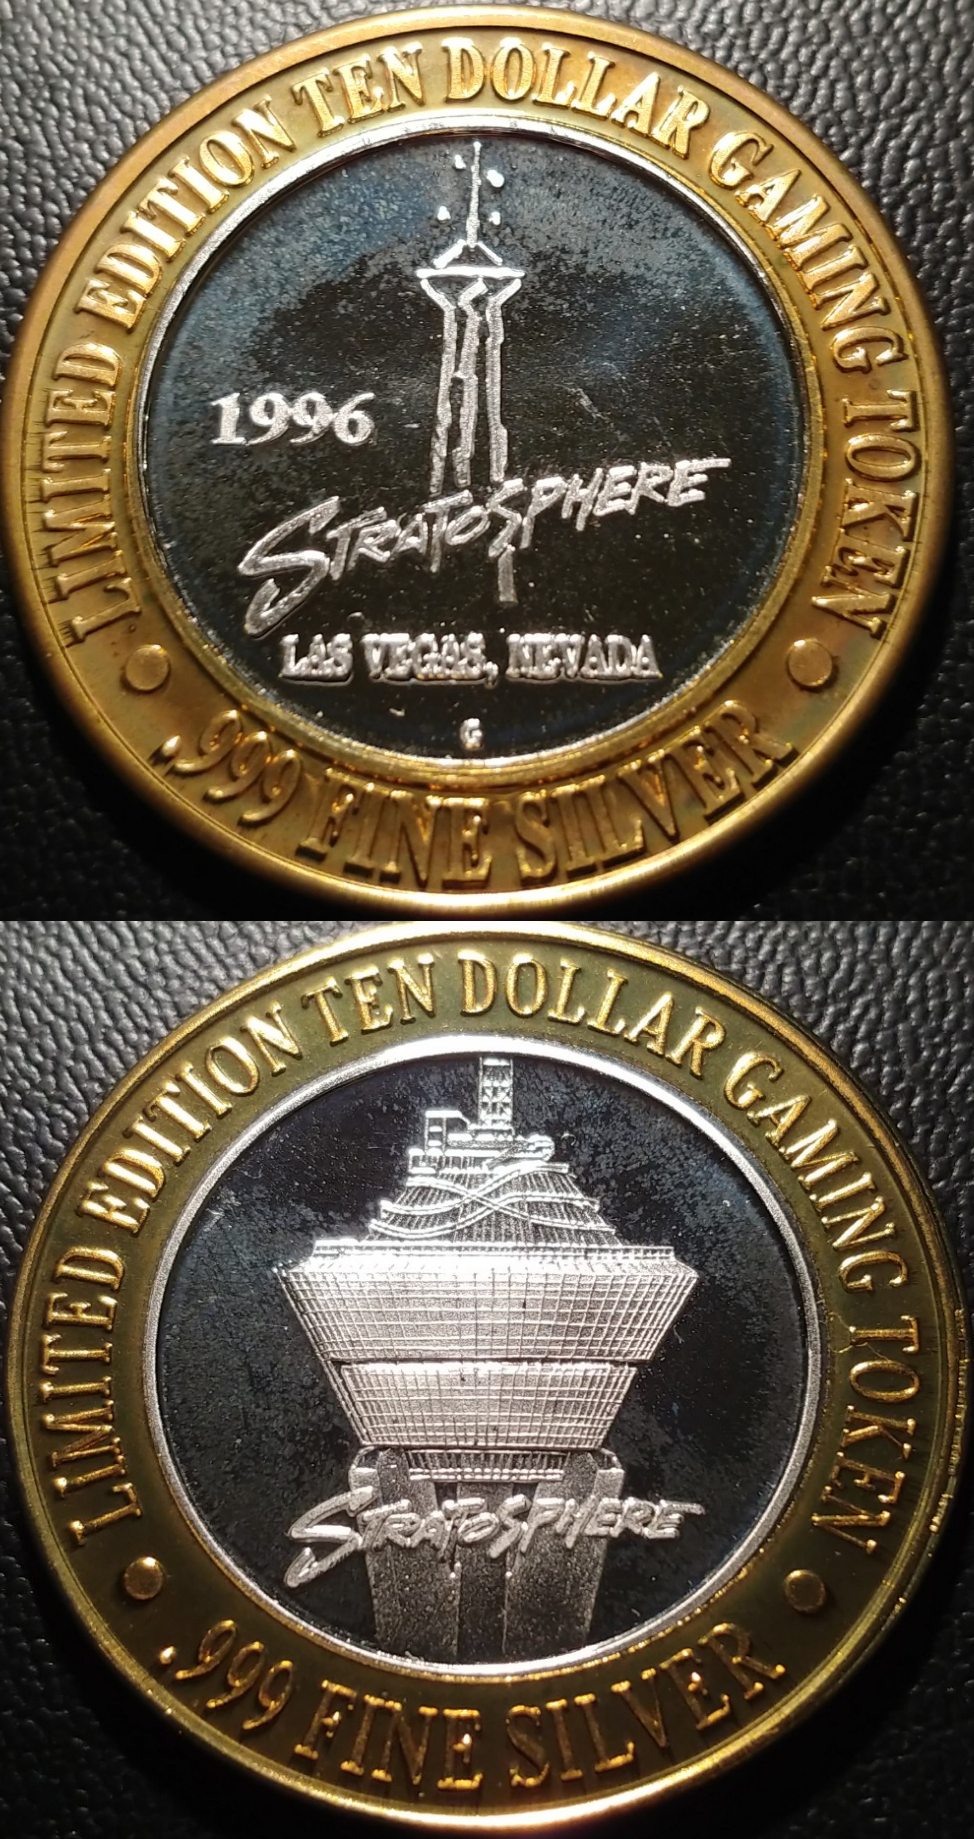 LIMITED EDITION TEN DOLLAR GAMING TOKEN
1996
STRATOSPHERE
LAS VEGAS, NEVADA
G
.999 FINE SILVER
LIMITED EDITION TEN DOLLAR GAMING TOKEN
STRATOSPHERE
.999 FINE SILVER